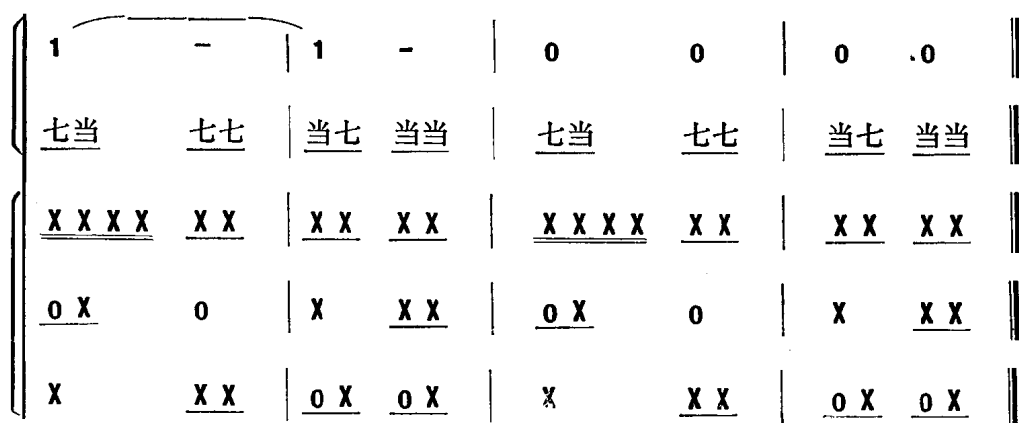 1 - | 1 - | 0 0 | 0 .0 ‖
七当 七七 | 当七 当当 | 七当 七七 | 当七 当当 ‖
X X X X X X | X X X X | X X X X X X | X X X X ‖
0 X 0 | X X X | 0 X 0 | X X X ‖
X X X | 0 X 0 X | X X X | 0 X 0 X ‖